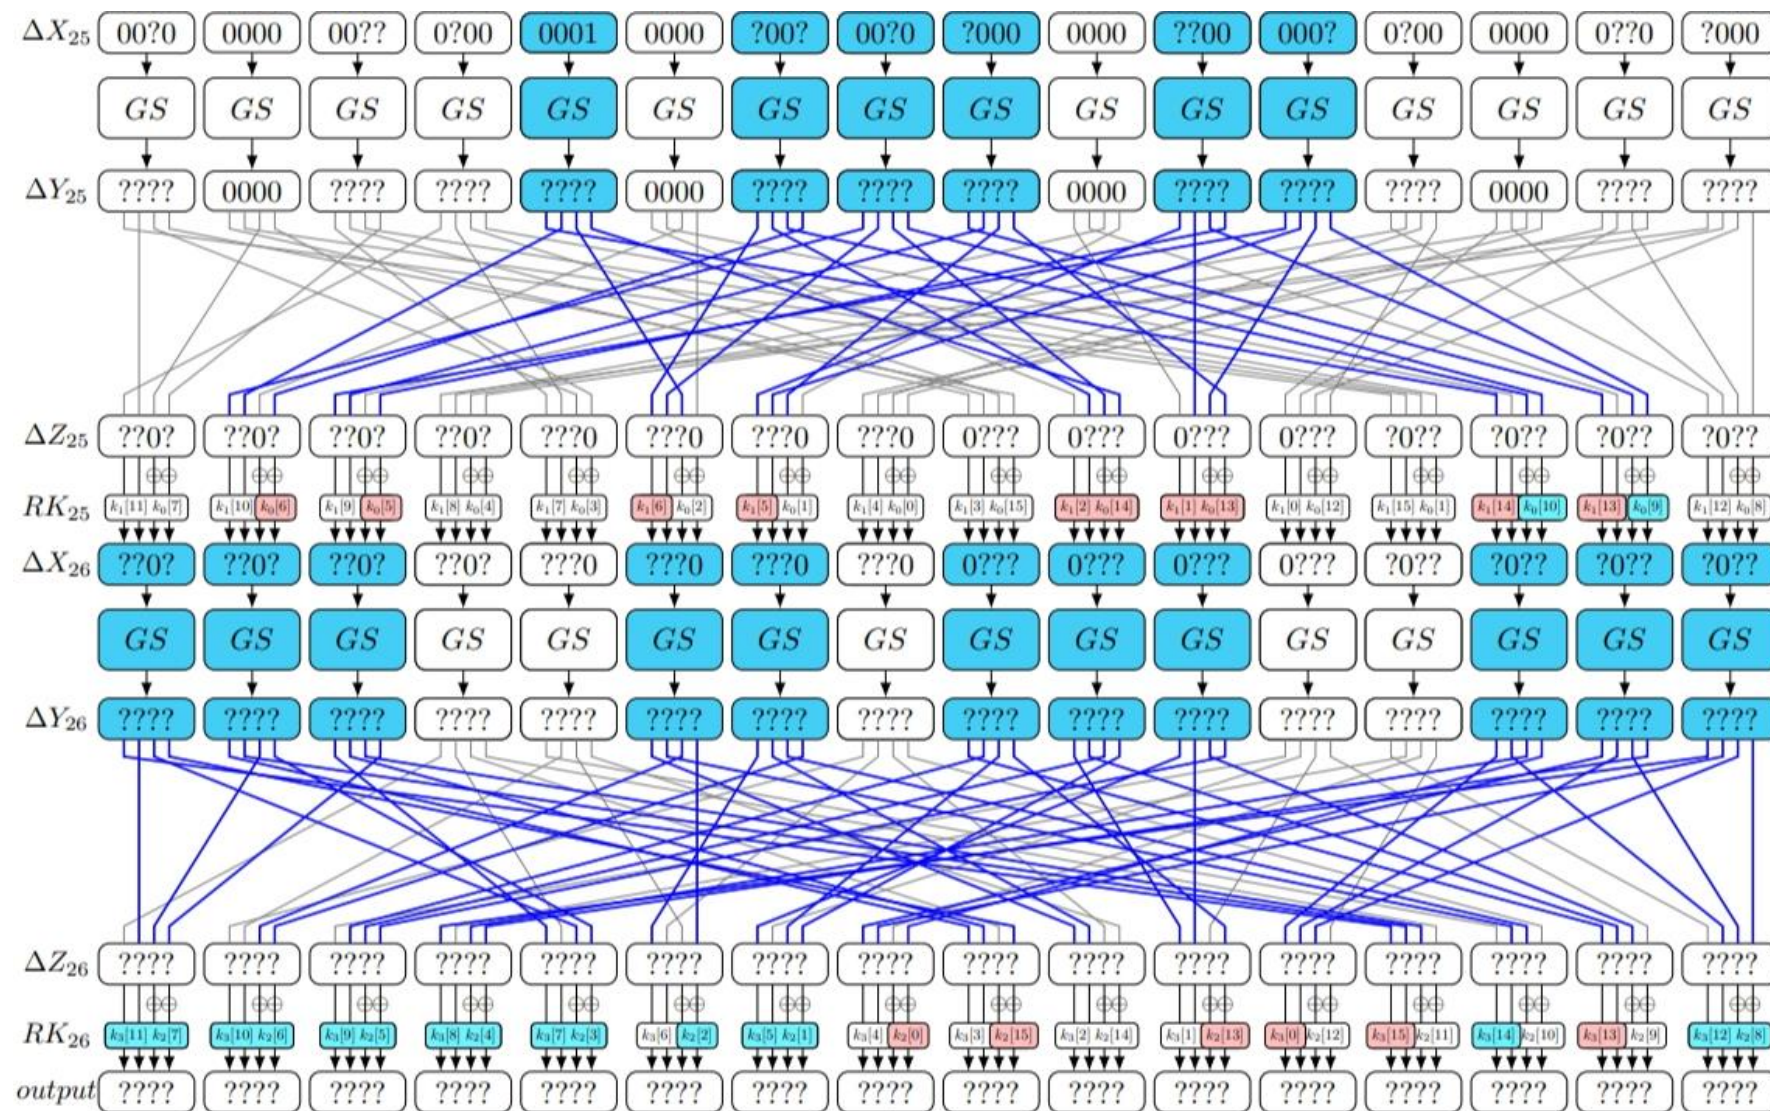 ΔX₂₅ 00?0 0000 00?? 0?00 0001 0000 ?00? 00?0 ?000 0000 ??00 000? 0?00 0000 0??0 ?000
GS GS GS GS GS GS GS GS GS GS GS GS GS GS GS GS
ΔY₂₅ ???? 0000 ???? ???? ???? 0000 ???? ???? ???? 0000 ???? ???? ???? 0000 ???? ????
ΔZ₂₅ ??0? ??0? ??0? ??0? ???0 ???0 ???0 ???0 0??? 0??? 0??? 0??? ?0?? ?0?? ?0?? ?0??
RK₂₅ k₁[11] k₀[7] k₁[10] k₀[6] k₁[9] k₀[5] k₁[8] k₀[4] k₁[7] k₀[3] k₁[6] k₀[2] k₁[5] k₀[1] k₁[4] k₀[0] k₁[3] k₀[15] k₁[2] k₀[14] k₁[1] k₀[13] k₁[0] k₀[12] k₁[15] k₀[1] k₁[14] k₀[10] k₁[13] k₀[9] k₁[12] k₀[8]
ΔX₂₆ ??0? ??0? ??0? ??0? ???0 ???0 ???0 ???0 0??? 0??? 0??? 0??? ?0?? ?0?? ?0?? ?0??
GS GS GS GS GS GS GS GS GS GS GS GS GS GS GS GS
ΔY₂₆ ???? ???? ???? ???? ???? ???? ???? ???? ???? ???? ???? ???? ???? ???? ???? ????
ΔZ₂₆ ???? ???? ???? ???? ???? ???? ???? ???? ???? ???? ???? ???? ???? ???? ???? ????
RK₂₆ k₃[11] k₂[7] k₃[10] k₂[6] k₃[9] k₂[5] k₃[8] k₂[4] k₃[7] k₂[3] k₃[6] k₂[2] k₃[5] k₂[1] k₃[4] k₂[0] k₃[3] k₂[15] k₃[2] k₂[14] k₃[1] k₂[13] k₃[0] k₂[12] k₃[15] k₂[11] k₃[14] k₂[10] k₃[13] k₂[9] k₃[12] k₂[8]
output ???? ???? ???? ???? ???? ???? ???? ???? ???? ???? ???? ???? ???? ???? ???? ????